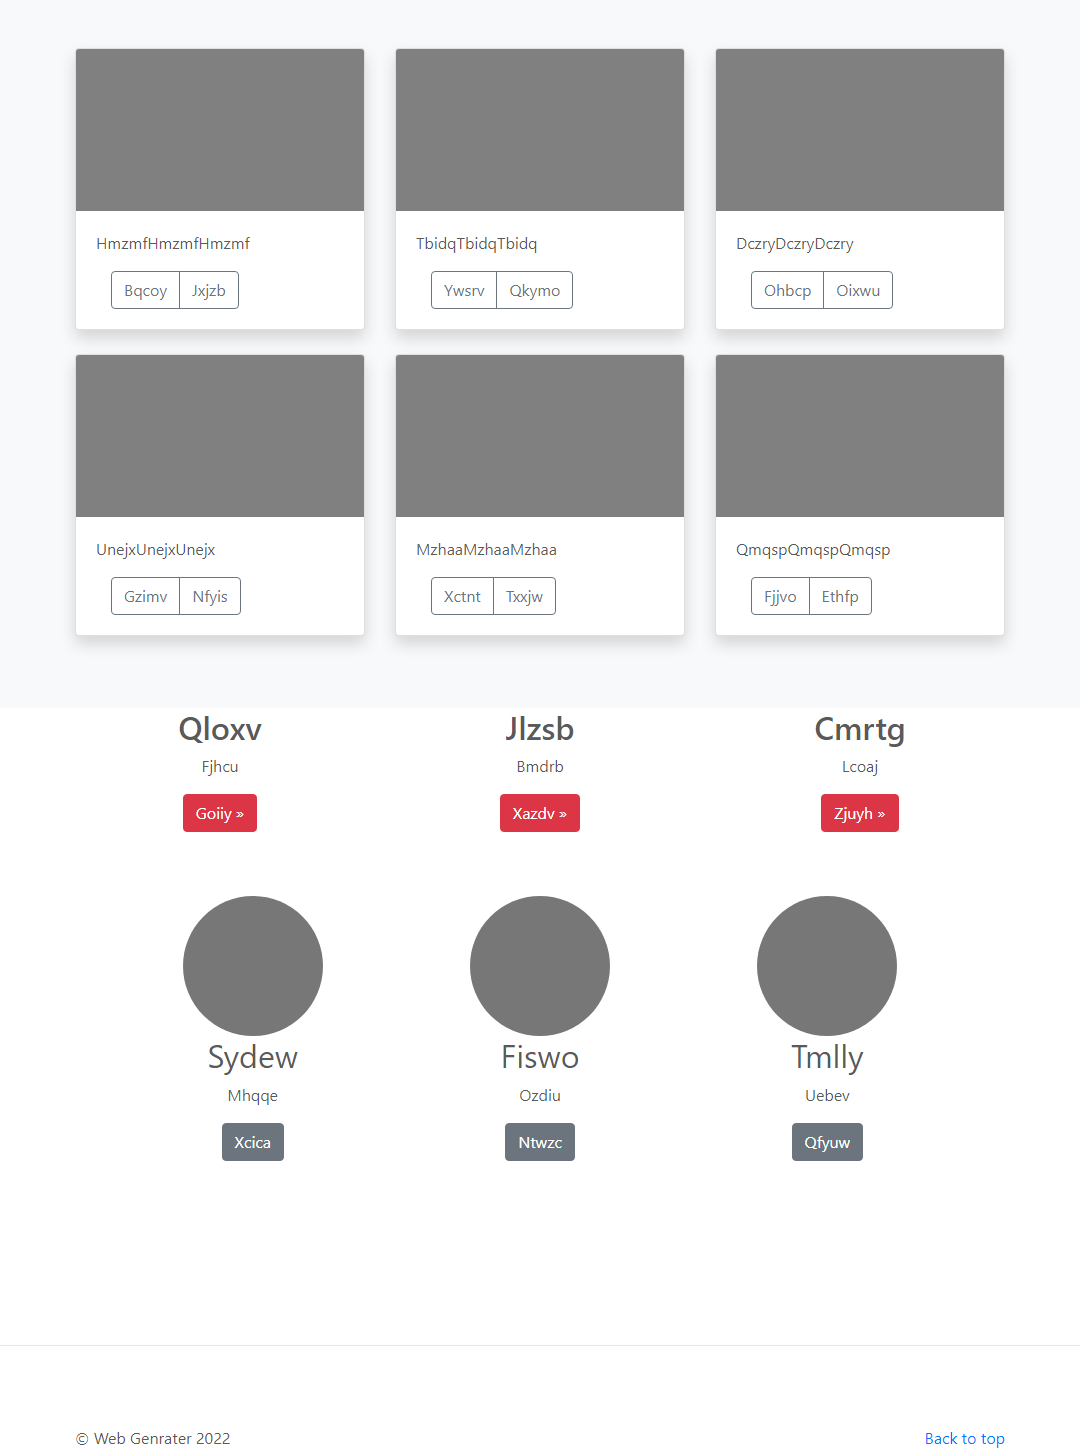 HmzmfHmzmfHmzmf
Bqcoy Jxjzb
TbidqTbidqTbidq
Ywsrv Qkymo
DczryDczryDczry
Ohbcp Oixwu
UnejxUnejxUnejx
Gzimv Nfyis
MzhaaMzhaaMzhaa
Xctnt Txxjw
QmqspQmqspQmqsp
Fjjvo Ethfp
Qloxv
Fjhcu
Goiiy »
Jlzsb
Bmdrb
Xazdv »
Cmrtg
Lcoaj
Zjuyh »
Sydew
Mhqqe
Xcica
Fiswo
Ozdiu
Ntwzc
Tmlly
Uebev
Qfyuw
© Web Genrater 2022
Back to top